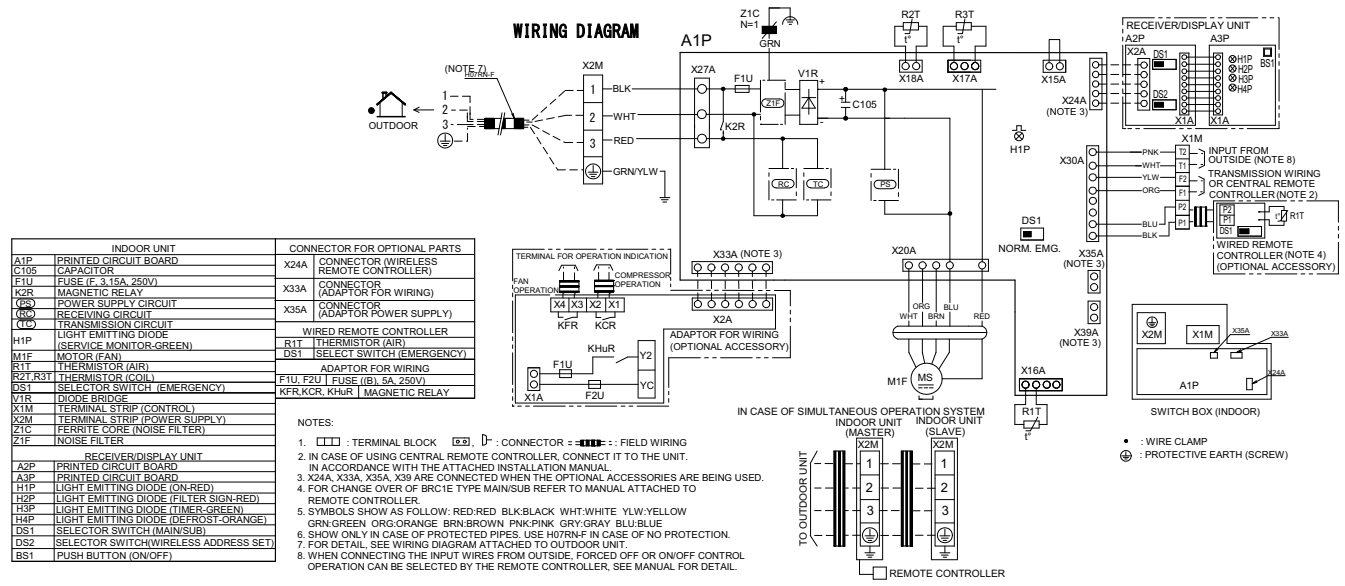 WIRING DIAGRAM
(NOTE 7)
H07RN-F
X2M
1
2
3
OUTDOOR
1
2
3
BLK
WHT
RED
GRN/YLW
A1P
X27A
F1U
K2R
Z1C
N=1
GRN
Z1F
V1R
+
-
+
C105
RC
TC
PS
R2T
t°
X18A
R3T
t°
X17A
X15A
H1P
DS1
NORM. EMG.
X24A
(NOTE 3)
RECEIVER/DISPLAY UNIT
A2P
A3P
X2A
DS1
DS2
X1A
X1A
H1P
H2P
H3P
H4P
BS1
X30A
PNK
WHT
YLW
ORG
BLU
BLK
X1M
T2
T1
F2
F1
P2
P1
INPUT FROM
OUTSIDE (NOTE 8)
TRANSMISSION WIRING
OR CENTRAL REMOTE
CONTROLLER (NOTE 2)
P2
P1
DS1
t°
R1T
WIRED REMOTE
CONTROLLER (NOTE 4)
(OPTIONAL ACCESSORY)
X35A
(NOTE 3)
X39A
(NOTE 3)
X16A
R1T
t°
X20A
ORG
BLU
WHT
BRN
RED
M1F
MS
TERMINAL FOR OPERATION INDICATION
FAN
OPERATION
COMPRESSOR
OPERATION
X4
X3
X2
X1
KFR
KCR
KHuR
F1U
F2U
X1A
Y2
YC
X33A (NOTE 3)
X2A
ADAPTOR FOR WIRING
(OPTIONAL ACCESSORY)
X2M
X1M
X35A
X33A
A1P
X24A
SWITCH BOX (INDOOR)
: WIRE CLAMP
: PROTECTIVE EARTH (SCREW)
IN CASE OF SIMULTANEOUS OPERATION SYSTEM
INDOOR UNIT
(MASTER)
INDOOR UNIT
(SLAVE)
X2M
X2M
1
2
3
1
2
3
TO OUTDOOR UNIT
REMOTE CONTROLLER
INDOOR UNIT
A1P PRINTED CIRCUIT BOARD
C105 CAPACITOR
F1U FUSE (F, 3,15A, 250V)
K2R MAGNETIC RELAY
PS POWER SUPPLY CIRCUIT
RC RECEIVING CIRCUIT
TC TRANSMISSION CIRCUIT
H1P LIGHT EMITTING DIODE
(SERVICE MONITOR-GREEN)
M1F MOTOR (FAN)
R1T THERMISTOR (AIR)
R2T,R3T THERMISTOR (COIL)
DS1 SELECTOR SWITCH (EMERGENCY)
V1R DIODE BRIDGE
X1M TERMINAL STRIP (CONTROL)
X2M TERMINAL STRIP (POWER SUPPLY)
Z1C FERRITE CORE (NOISE FILTER)
Z1F NOISE FILTER
RECEIVER/DISPLAY UNIT
A2P PRINTED CIRCUIT BOARD
A3P PRINTED CIRCUIT BOARD
H1P LIGHT EMITTING DIODE (ON-RED)
H2P LIGHT EMITTING DIODE (FILTER SIGN-RED)
H3P LIGHT EMITTING DIODE (TIMER-GREEN)
H4P LIGHT EMITTING DIODE (DEFROST-ORANGE)
DS1 SELECTOR SWITCH (MAIN/SUB)
DS2 SELECTOR SWITCH(WIRELESS ADDRESS SET)
BS1 PUSH BUTTON (ON/OFF)
CONNECTOR FOR OPTIONAL PARTS
X24A CONNECTOR (WIRELESS
REMOTE CONTROLLER)
X33A CONNECTOR
(ADAPTOR FOR WIRING)
X35A CONNECTOR
(ADAPTOR POWER SUPPLY)
WIRED REMOTE CONTROLLER
R1T THERMISTOR (AIR)
DS1 SELECT SWITCH (EMERGENCY)
ADAPTOR FOR WIRING
F1U, F2U FUSE ((B), 5A, 250V)
KFR,KCR, KHuR MAGNETIC RELAY
NOTES:
1. : TERMINAL BLOCK , : CONNECTOR : FIELD WIRING
2. IN CASE OF USING CENTRAL REMOTE CONTROLLER, CONNECT IT TO THE UNIT.
IN ACCORDANCE WITH THE ATTACHED INSTALLATION MANUAL.
3. X24A, X33A, X35A, X39 ARE CONNECTED WHEN THE OPTIONAL ACCESSORIES ARE BEING USED.
4. FOR CHANGE OVER OF BRC1E TYPE MAIN/SUB REFER TO MANUAL ATTACHED TO
REMOTE CONTROLLER.
5. SYMBOLS SHOW AS FOLLOW: RED:RED BLK:BLACK WHT:WHITE YLW:YELLOW
GRN:GREEN ORG:ORANGE BRN:BROWN PNK:PINK GRY:GRAY BLU:BLUE
6. SHOW ONLY IN CASE OF PROTECTED PIPES. USE H07RN-F IN CASE OF NO PROTECTION.
7. FOR DETAIL, SEE WIRING DIAGRAM ATTACHED TO OUTDOOR UNIT.
8. WHEN CONNECTING THE INPUT WIRES FROM OUTSIDE, FORCED OFF OR ON/OFF CONTROL
OPERATION CAN BE SELECTED BY THE REMOTE CONTROLLER, SEE MANUAL FOR DETAIL.